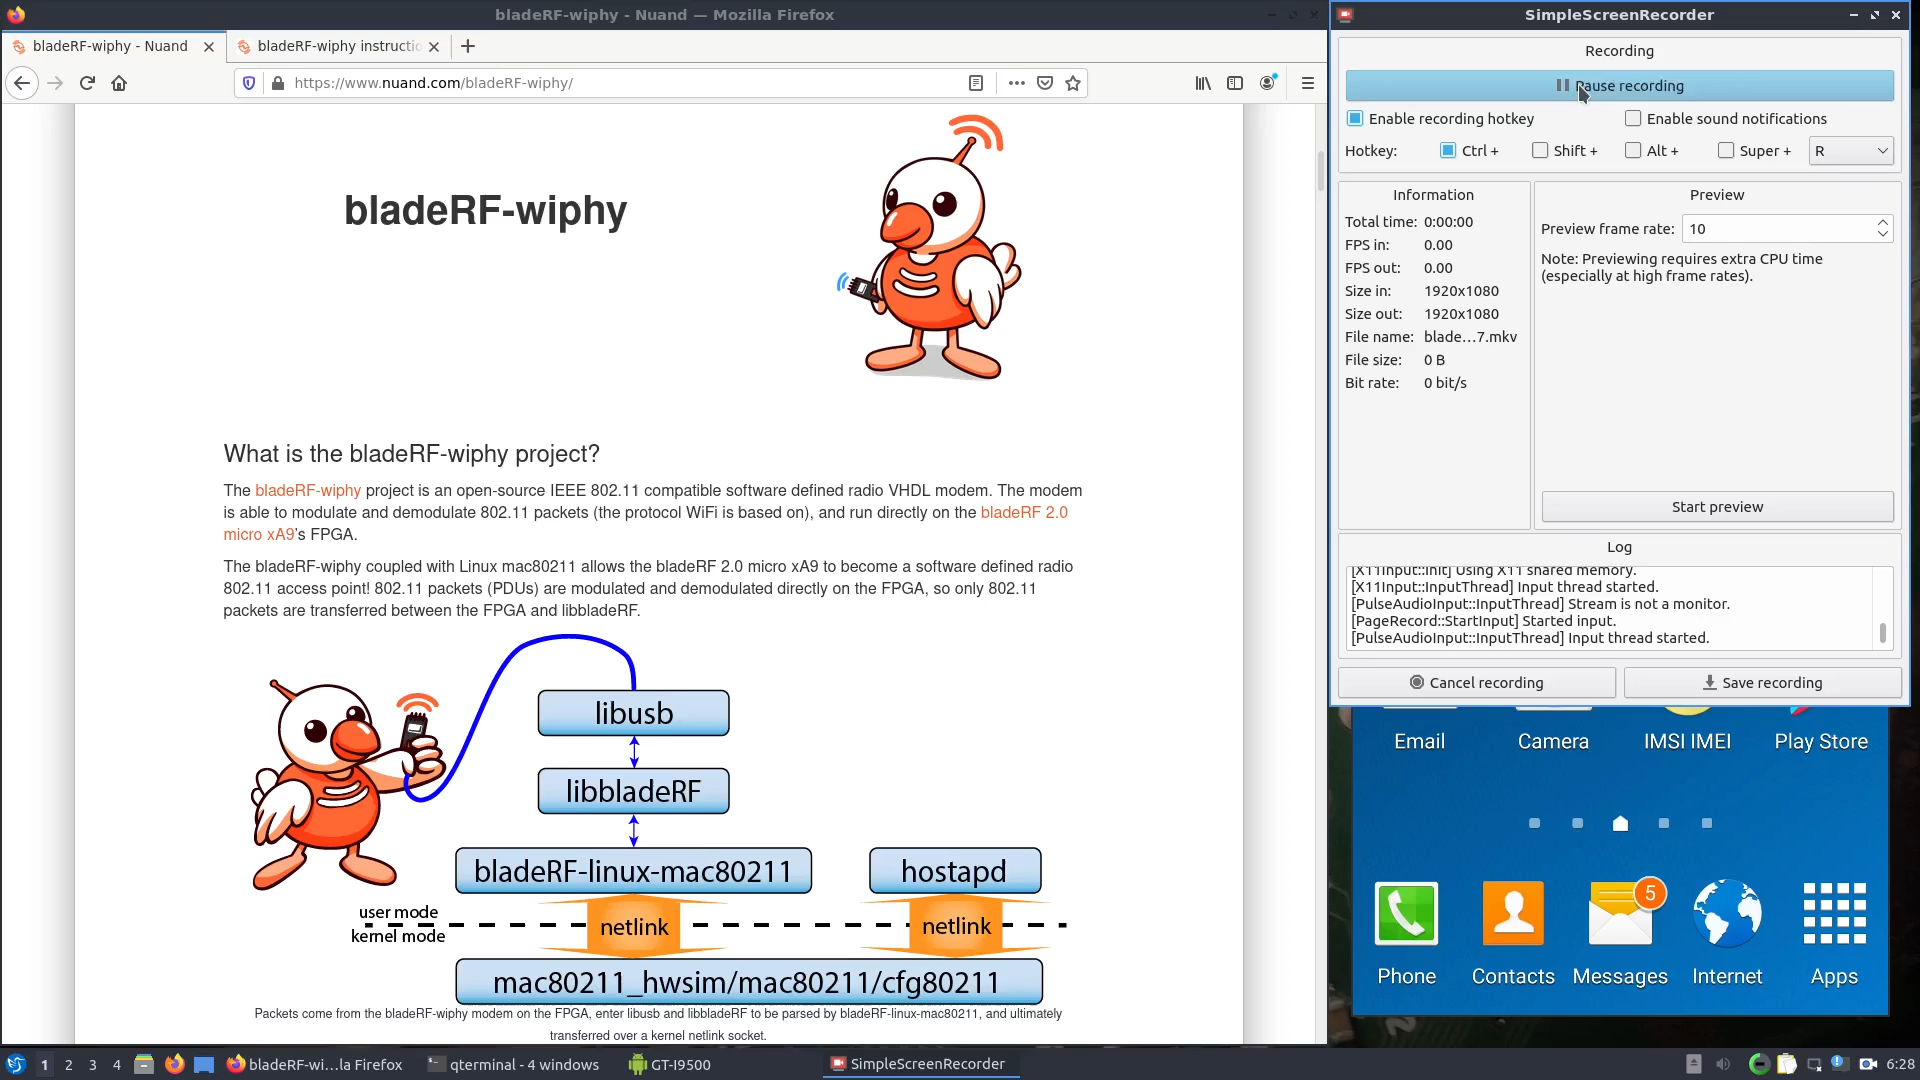 bladeRF-wiphy - Nuand — Mozilla Firefox
bladeRF-wiphy - Nuand
bladeRF-wiphy instructio
https://www.nuand.com/bladeRF-wiphy/
bladeRF-wiphy
What is the bladeRF-wiphy project?
The bladeRF-wiphy project is an open-source IEEE 802.11 compatible software defined radio VHDL modem. The modem
is able to modulate and demodulate 802.11 packets (the protocol WiFi is based on), and run directly on the bladeRF 2.0
micro xA9's FPGA.
The bladeRF-wiphy coupled with Linux mac80211 allows the bladeRF 2.0 micro xA9 to become a software defined radio
802.11 access point! 802.11 packets (PDUs) are modulated and demodulated directly on the FPGA, so only 802.11
packets are transferred between the FPGA and libbladeRF.
libusb
libbladeRF
bladeRF-linux-mac80211
hostapd
user mode
kernel mode
netlink
netlink
mac80211_hwsim/mac80211/cfg80211
Packets come from the bladeRF-wiphy modem on the FPGA, enter libusb and libbladeRF to be parsed by bladeRF-linux-mac80211, and ultimately
transferred over a kernel netlink socket.
SimpleScreenRecorder
Recording
Pause recording
Enable recording hotkey
Enable sound notifications
Hotkey:
Ctrl +
Shift +
Alt +
Super +
R
Information
Total time: 0:00:00
FPS in: 0.00
FPS out: 0.00
Size in: 1920x1080
Size out: 1920x1080
File name: blade…7.mkv
File size: 0 B
Bit rate: 0 bit/s
Preview
Preview frame rate: 10
Note: Previewing requires extra CPU time
(especially at high frame rates).
Start preview
Log
[X11Input::Init] Using X11 shared memory.
[X11Input::InputThread] Input thread started.
[PulseAudioInput::InputThread] Stream is not a monitor.
[PageRecord::StartInput] Started input.
[PulseAudioInput::InputThread] Input thread started.
Cancel recording
Save recording
Email
Camera
IMSI IMEI
Play Store
5
Phone
Contacts
Messages
Internet
Apps
1
2
3
4
bladeRF-wi…la Firefox
qterminal - 4 windows
GT-I9500
SimpleScreenRecorder
6:28